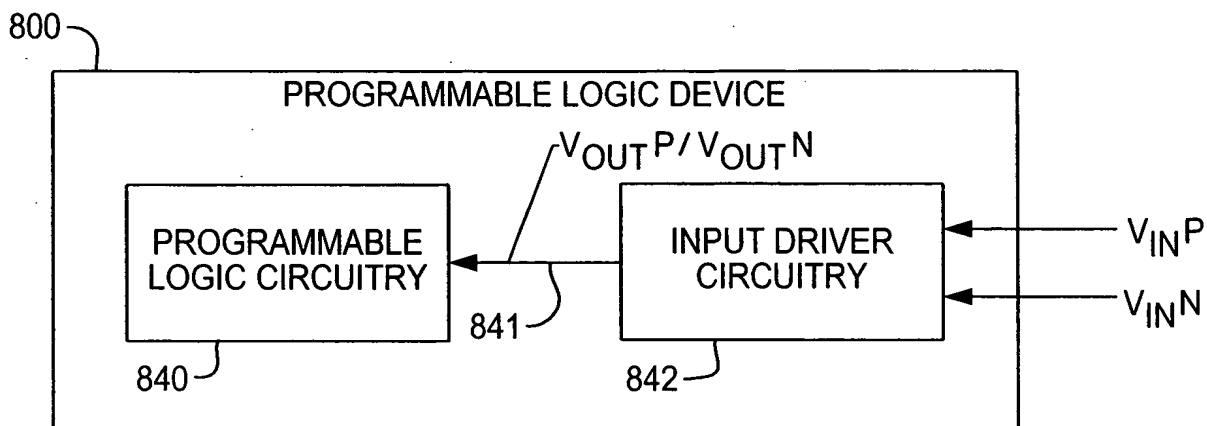 800
PROGRAMMABLE LOGIC DEVICE
VOUTP/VOUTN
PROGRAMMABLE
LOGIC CIRCUITRY
INPUT DRIVER
CIRCUITRY
VINP
VINN
841
840
842